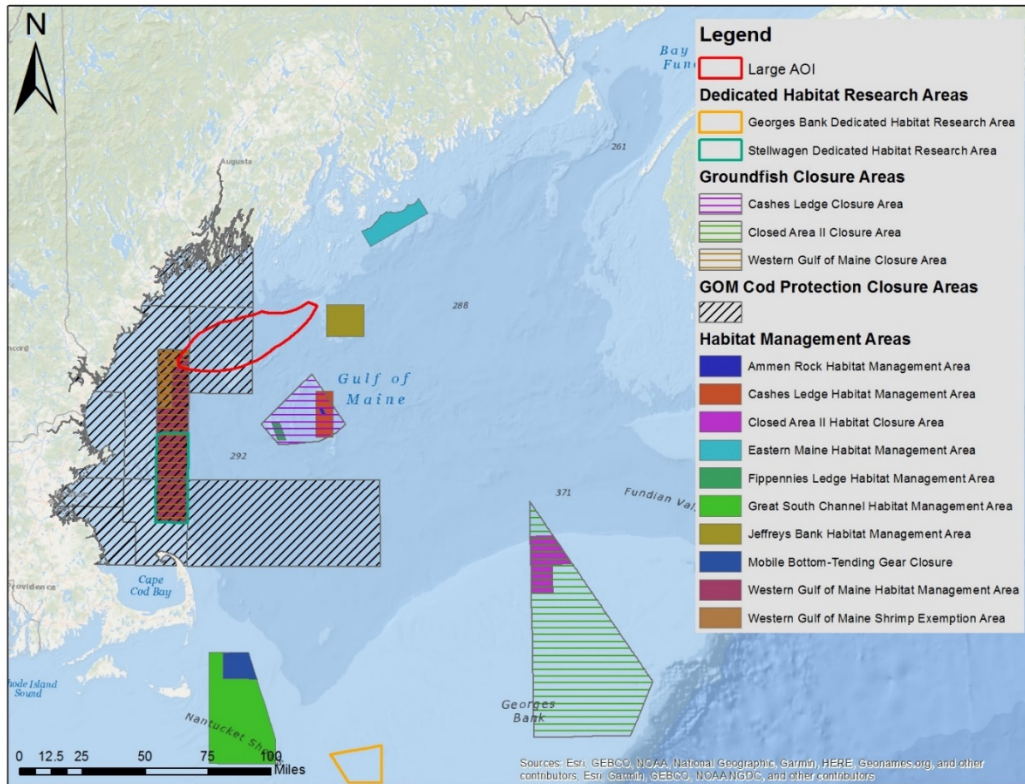 N
Augusta
Bay
Fun
261
288
Gulf of
Maine
292
371
Fundian Val
Cape
Cod Bay
Providence
ode Island
Sound
Nantucket Sh
Georges
Bank
0 12.5 25 50 75 100
Miles
Legend
Large AOI
Dedicated Habitat Research Areas
Georges Bank Dedicated Habitat Research Area
Stellwagen Dedicated Habitat Research Area
Groundfish Closure Areas
Cashes Ledge Closure Area
Closed Area II Closure Area
Western Gulf of Maine Closure Area
GOM Cod Protection Closure Areas
Habitat Management Areas
Ammen Rock Habitat Management Area
Cashes Ledge Habitat Management Area
Closed Area II Habitat Closure Area
Eastern Maine Habitat Management Area
Fippennies Ledge Habitat Management Area
Great South Channel Habitat Management Area
Jeffreys Bank Habitat Management Area
Mobile Bottom-Tending Gear Closure
Western Gulf of Maine Habitat Management Area
Western Gulf of Maine Shrimp Exemption Area
Sources: Esri, GEBCO, NOAA, National Geographic, Garmin, HERE, Geonames.org, and other
contributors, Esri, Garmin, GEBCO, NOAA NGDC, and other contributors